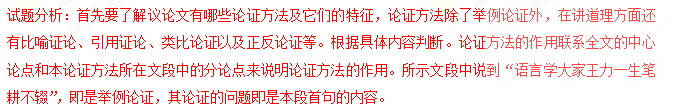 试题分析：首先要了解议论文有哪些论证方法及它们的特征，论证方法除了举例论证外，在讲道理方面还
有比喻证论、引用证论、类比论证以及正反论证等。根据具体内容判断。论证方法的作用联系全文的中心
论点和本论证方法所在文段中的分论点来说明论证方法的作用。所示文段中说到“语言学大家王力一生笔
耕不辍”，即是举例论证，其论证的问题即是本段首句的内容。